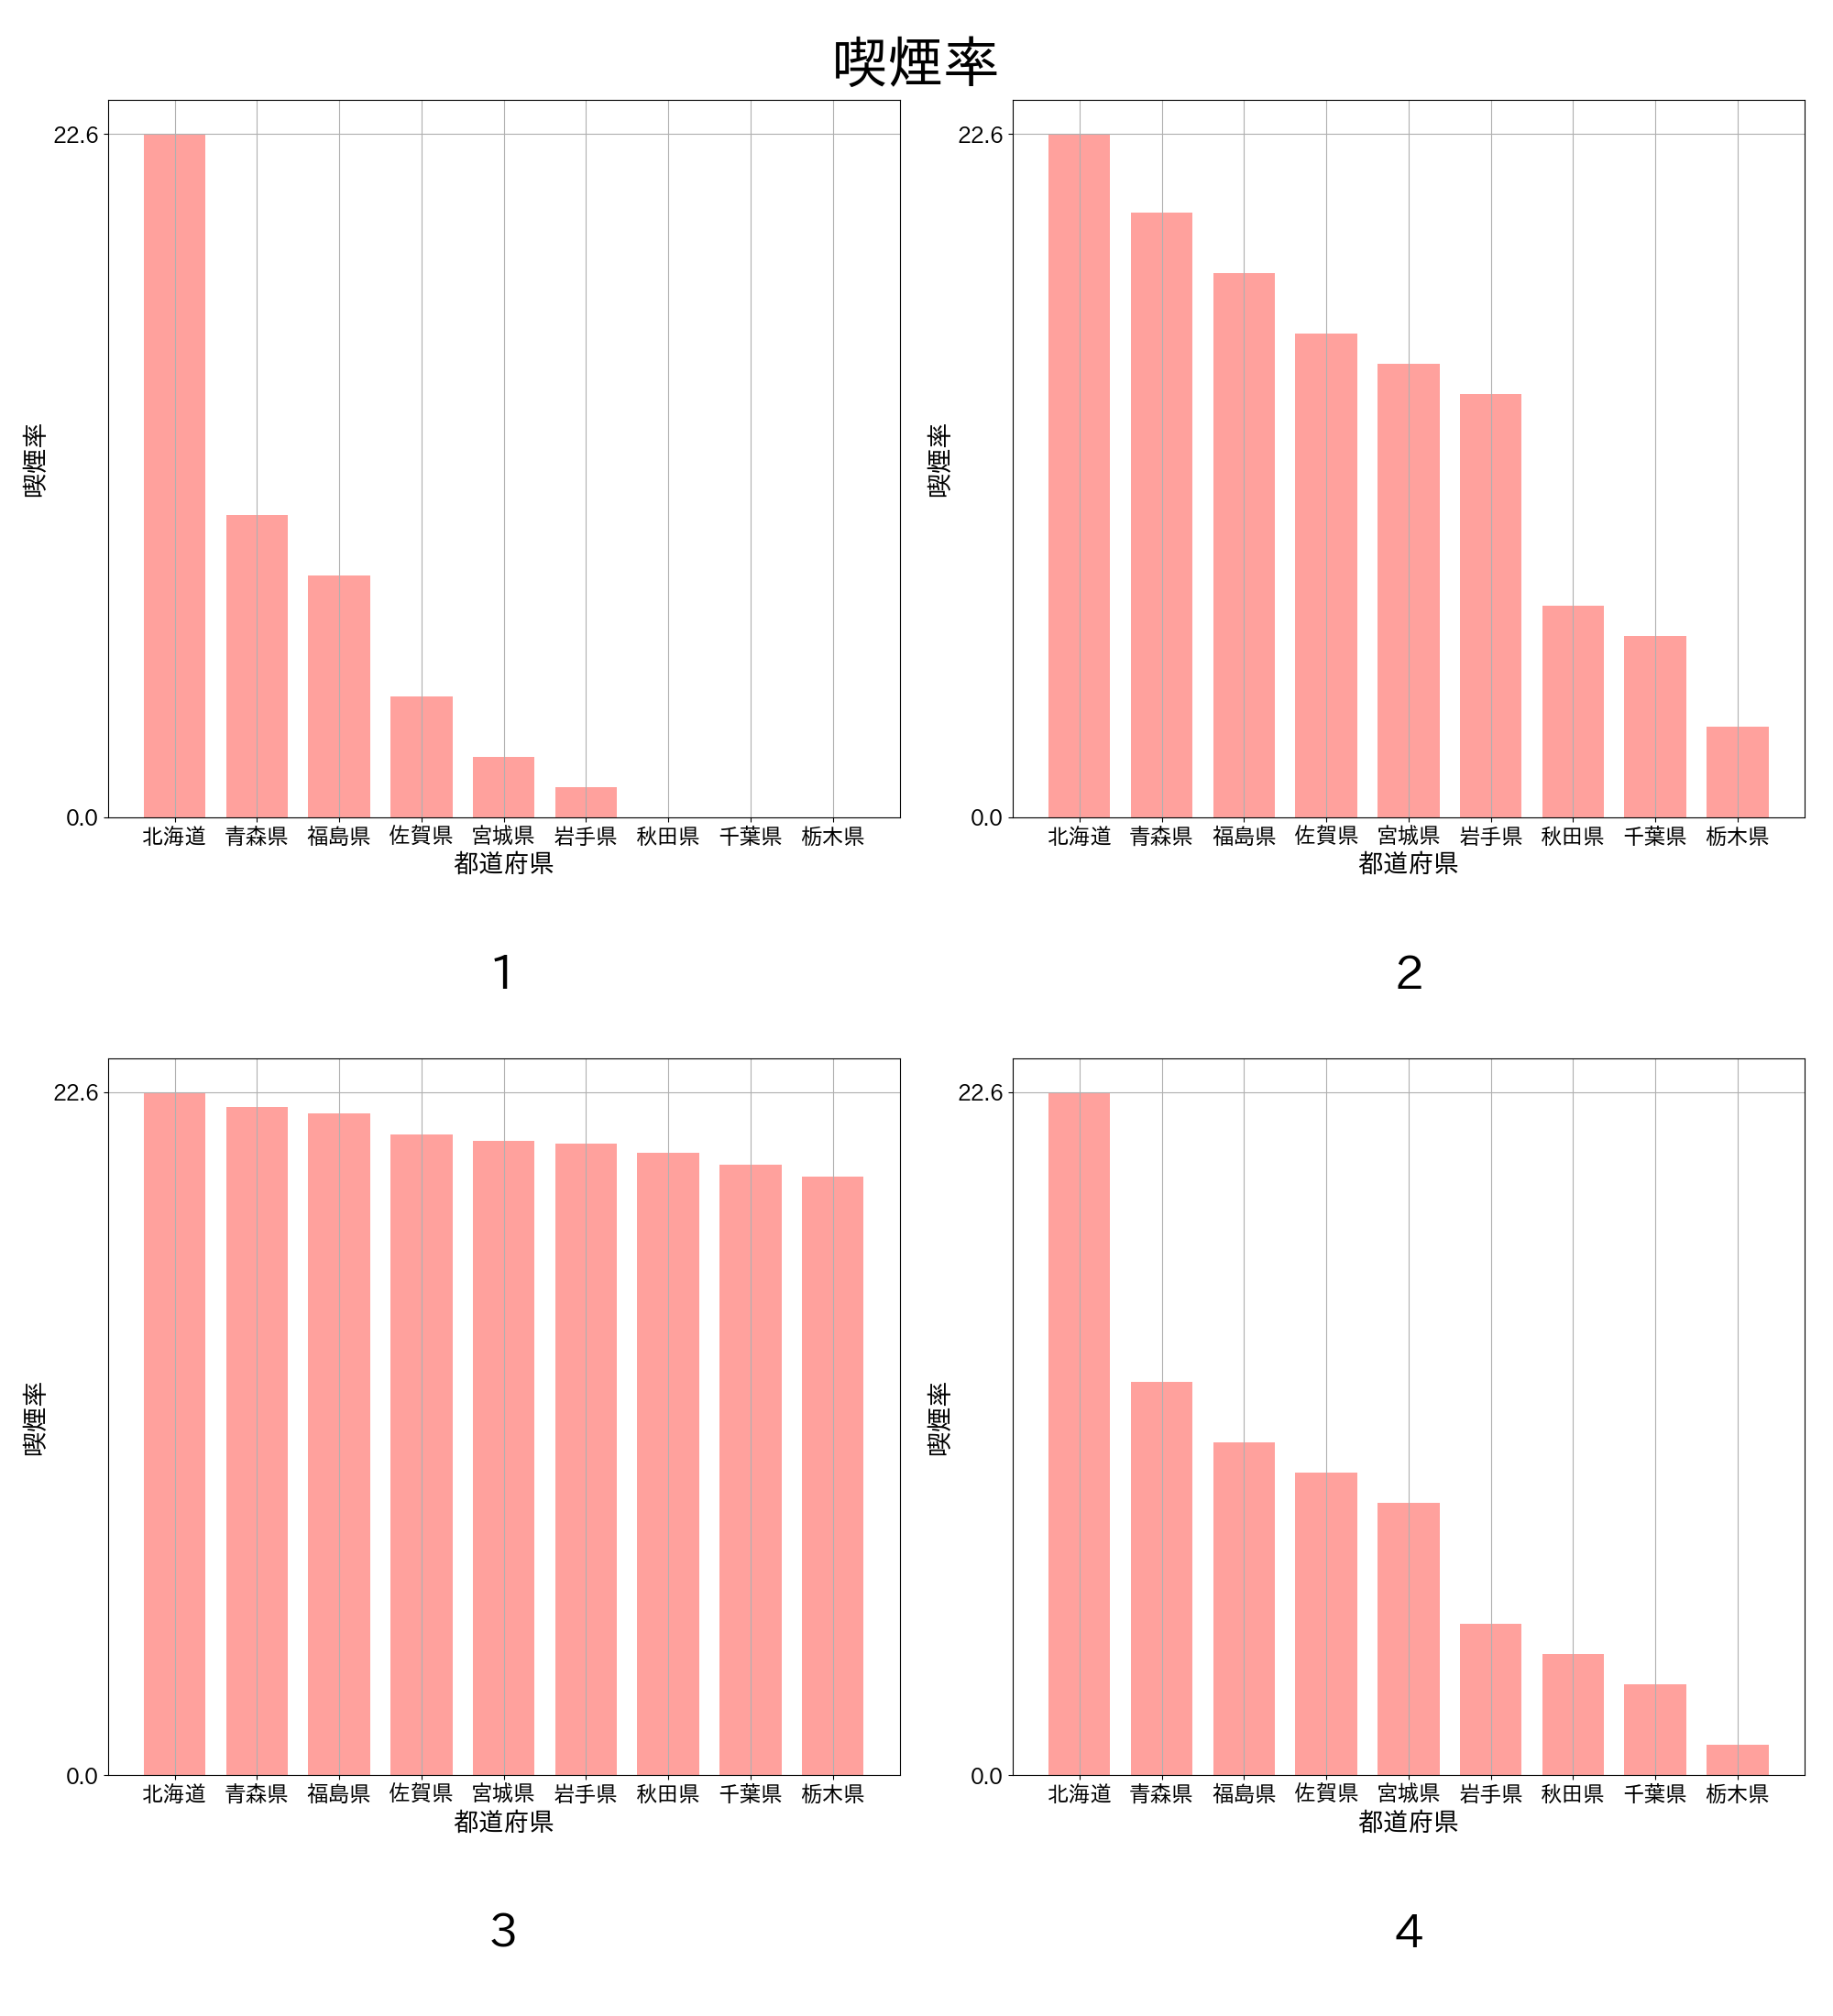 喫煙率
22.6
0.0
喫煙率
北海道 青森県 福島県 佐賀県 宮城県 岩手県 秋田県 千葉県 栃木県
都道府県
1
22.6
0.0
喫煙率
北海道 青森県 福島県 佐賀県 宮城県 岩手県 秋田県 千葉県 栃木県
都道府県
2
22.6
0.0
喫煙率
北海道 青森県 福島県 佐賀県 宮城県 岩手県 秋田県 千葉県 栃木県
都道府県
3
22.6
0.0
喫煙率
北海道 青森県 福島県 佐賀県 宮城県 岩手県 秋田県 千葉県 栃木県
都道府県
4